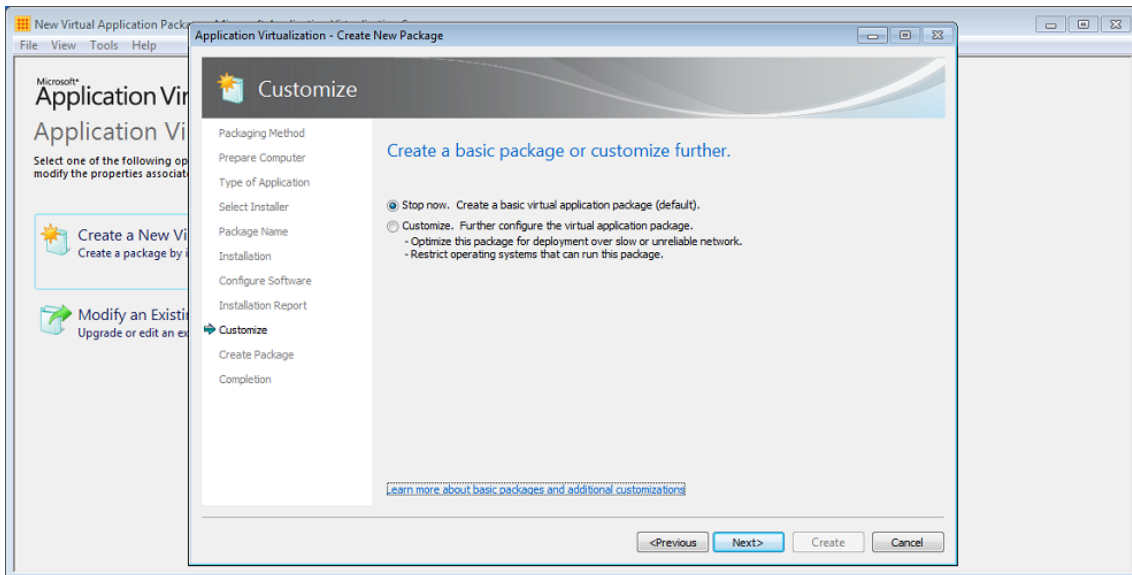 New Virtual Application Packa
File View Tools Help
Microsoft
Application Vir
Application Vi
Select one of the following op
modify the properties associat
Create a New Vi
Create a package by i
Modify an Existi
Upgrade or edit an ex
Application Virtualization - Create New Package
Customize
Packaging Method
Prepare Computer
Type of Application
Select Installer
Package Name
Installation
Configure Software
Installation Report
Customize
Create Package
Completion
Create a basic package or customize further.
Stop now. Create a basic virtual application package (default).
Customize. Further configure the virtual application package.
- Optimize this package for deployment over slow or unreliable network.
- Restrict operating systems that can run this package.
Learn more about basic packages and additional customizations
<Previous Next> Create Cancel